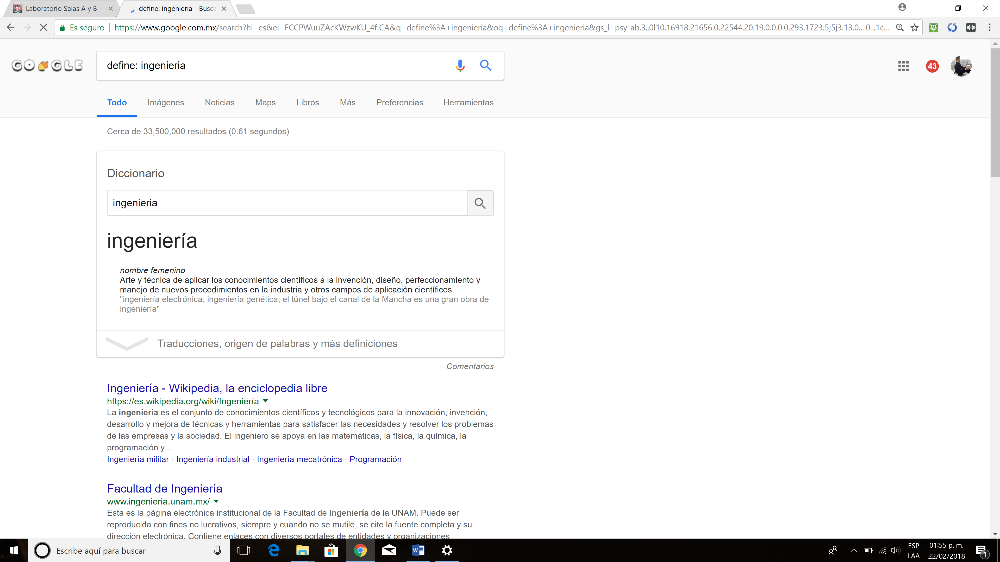 Laboratorio Salas A y B
define: ingenieria - Busca
Es seguro
https://www.google.com.mx/search?hl=es&ei=FCCPWuuZAcKWzwKU_4flCA&q=define%3A+ingenieria&oq=define%3A+ingenieria&gs_l=psy-ab.3..0l10.16918.21656.0.22544.20.19.0.0.0.0.293.1723.5j5j3.13.0....0...1c...
GOOGLE
define: ingenieria
43
Todo
Imágenes
Noticias
Maps
Libros
Más
Preferencias
Herramientas
Cerca de 33,500,000 resultados (0.61 segundos)
Diccionario
ingenieria
ingeniería
nombre femenino
Arte y técnica de aplicar los conocimientos científicos a la invención, diseño, perfeccionamiento y
manejo de nuevos procedimientos en la industria y otros campos de aplicación científicos.
"ingeniería electrónica; ingeniería genética; el túnel bajo el canal de la Mancha es una gran obra de
ingeniería"
Traducciones, origen de palabras y más definiciones
Comentarios
Ingeniería - Wikipedia, la enciclopedia libre
https://es.wikipedia.org/wiki/Ingeniería
La ingeniería es el conjunto de conocimientos científicos y tecnológicos para la innovación, invención,
desarrollo y mejora de técnicas y herramientas para satisfacer las necesidades y resolver los problemas
de las empresas y la sociedad. El ingeniero se apoya en las matemáticas, la física, la química, la
programación y ...
Ingeniería militar · Ingeniería industrial · Ingeniería mecatrónica · Programación
Facultad de Ingeniería
www.ingenieria.unam.mx/
Esta es la página electrónica institucional de la Facultad de Ingeniería de la UNAM. Puede ser
reproducida con fines no lucrativos, siempre y cuando no se mutile, se cite la fuente completa y su
dirección electrónica. Contiene enlaces con diversos portales de entidades y organizaciones
Escribe aquí para buscar
ESP
LAA
01:55 p. m.
22/02/2018
1